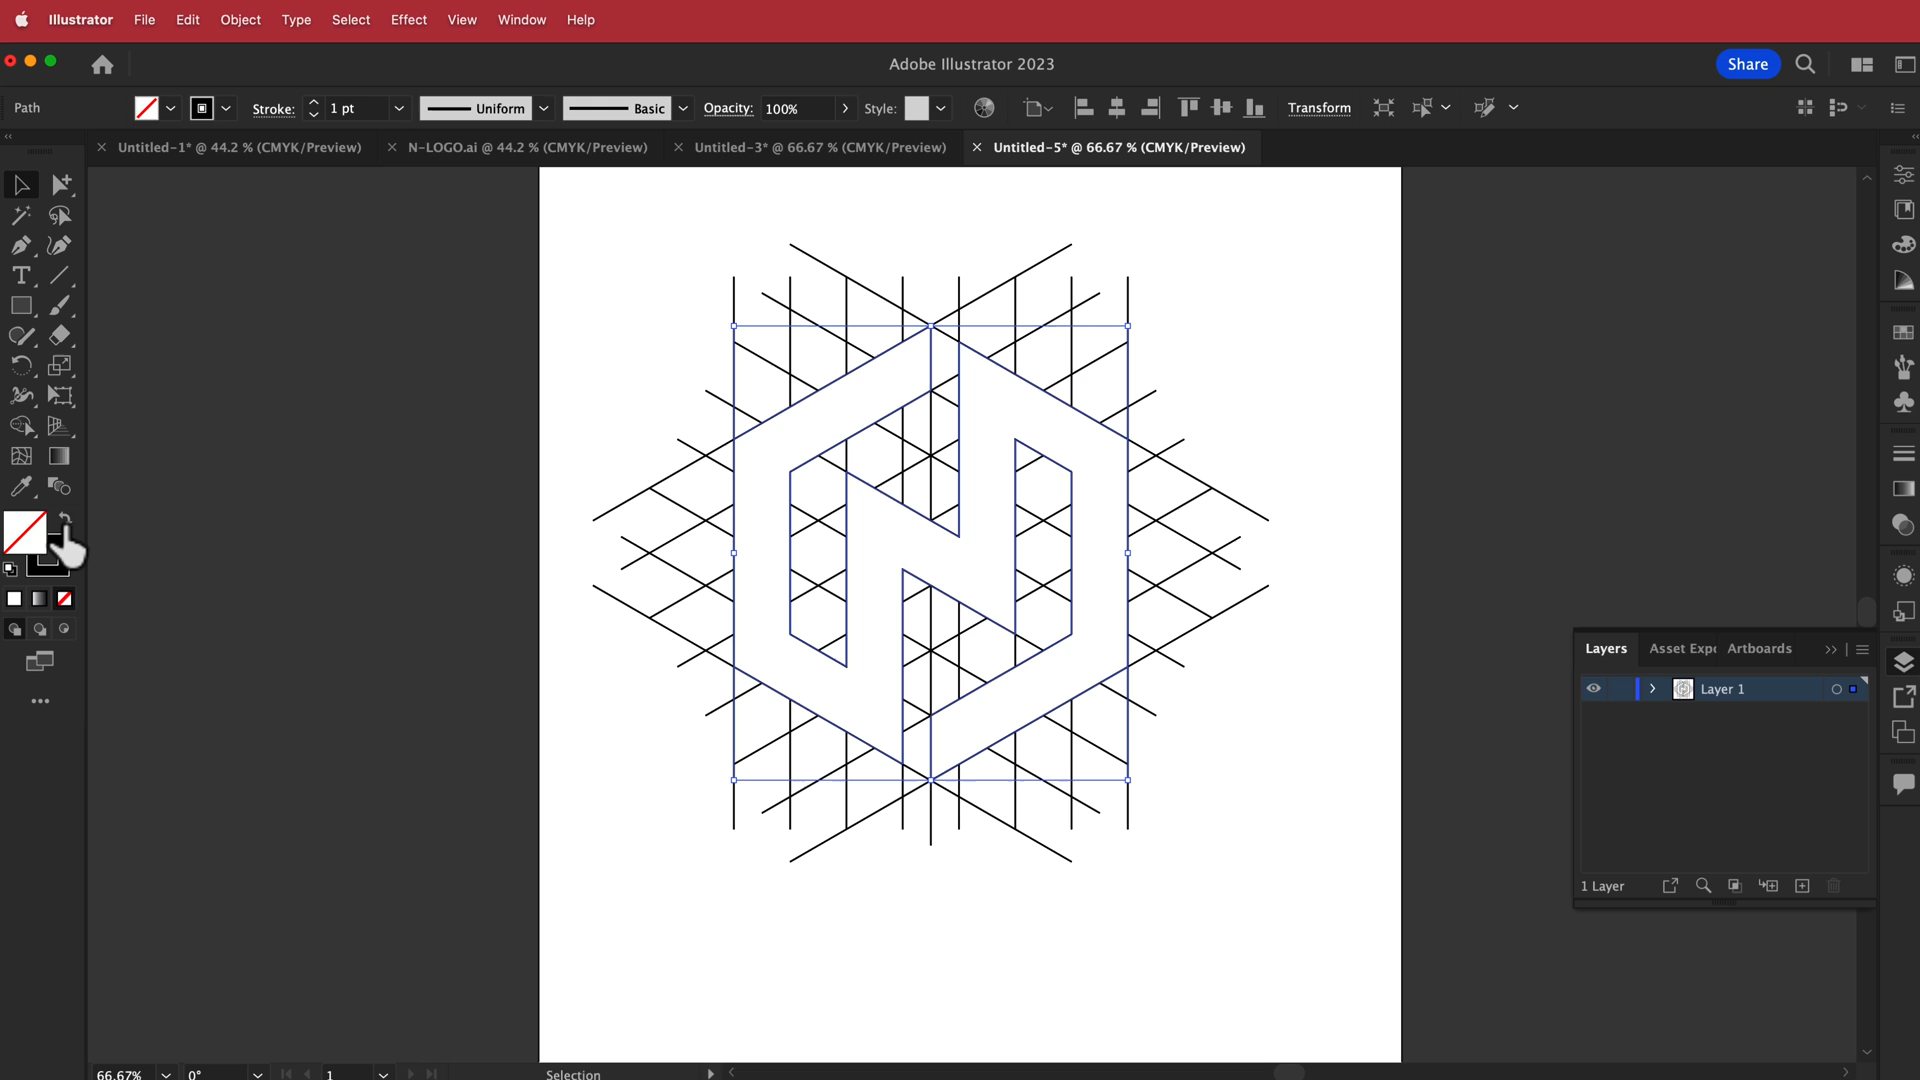 Illustrator File Edit Object Type Select Effect View Window Help
Adobe Illustrator 2023
Share
Path Stroke: 1 pt Uniform Basic Opacity: 100% Style: Transform
Untitled-1* @ 44.2 % (CMYK/Preview) N-LOGO.ai @ 44.2 % (CMYK/Preview) Untitled-3* @ 66.67 % (CMYK/Preview) Untitled-5* @ 66.67 % (CMYK/Preview)
Layers Asset Expo Artboards
Layer 1
1 Layer
66.67% 0° 1 Selection